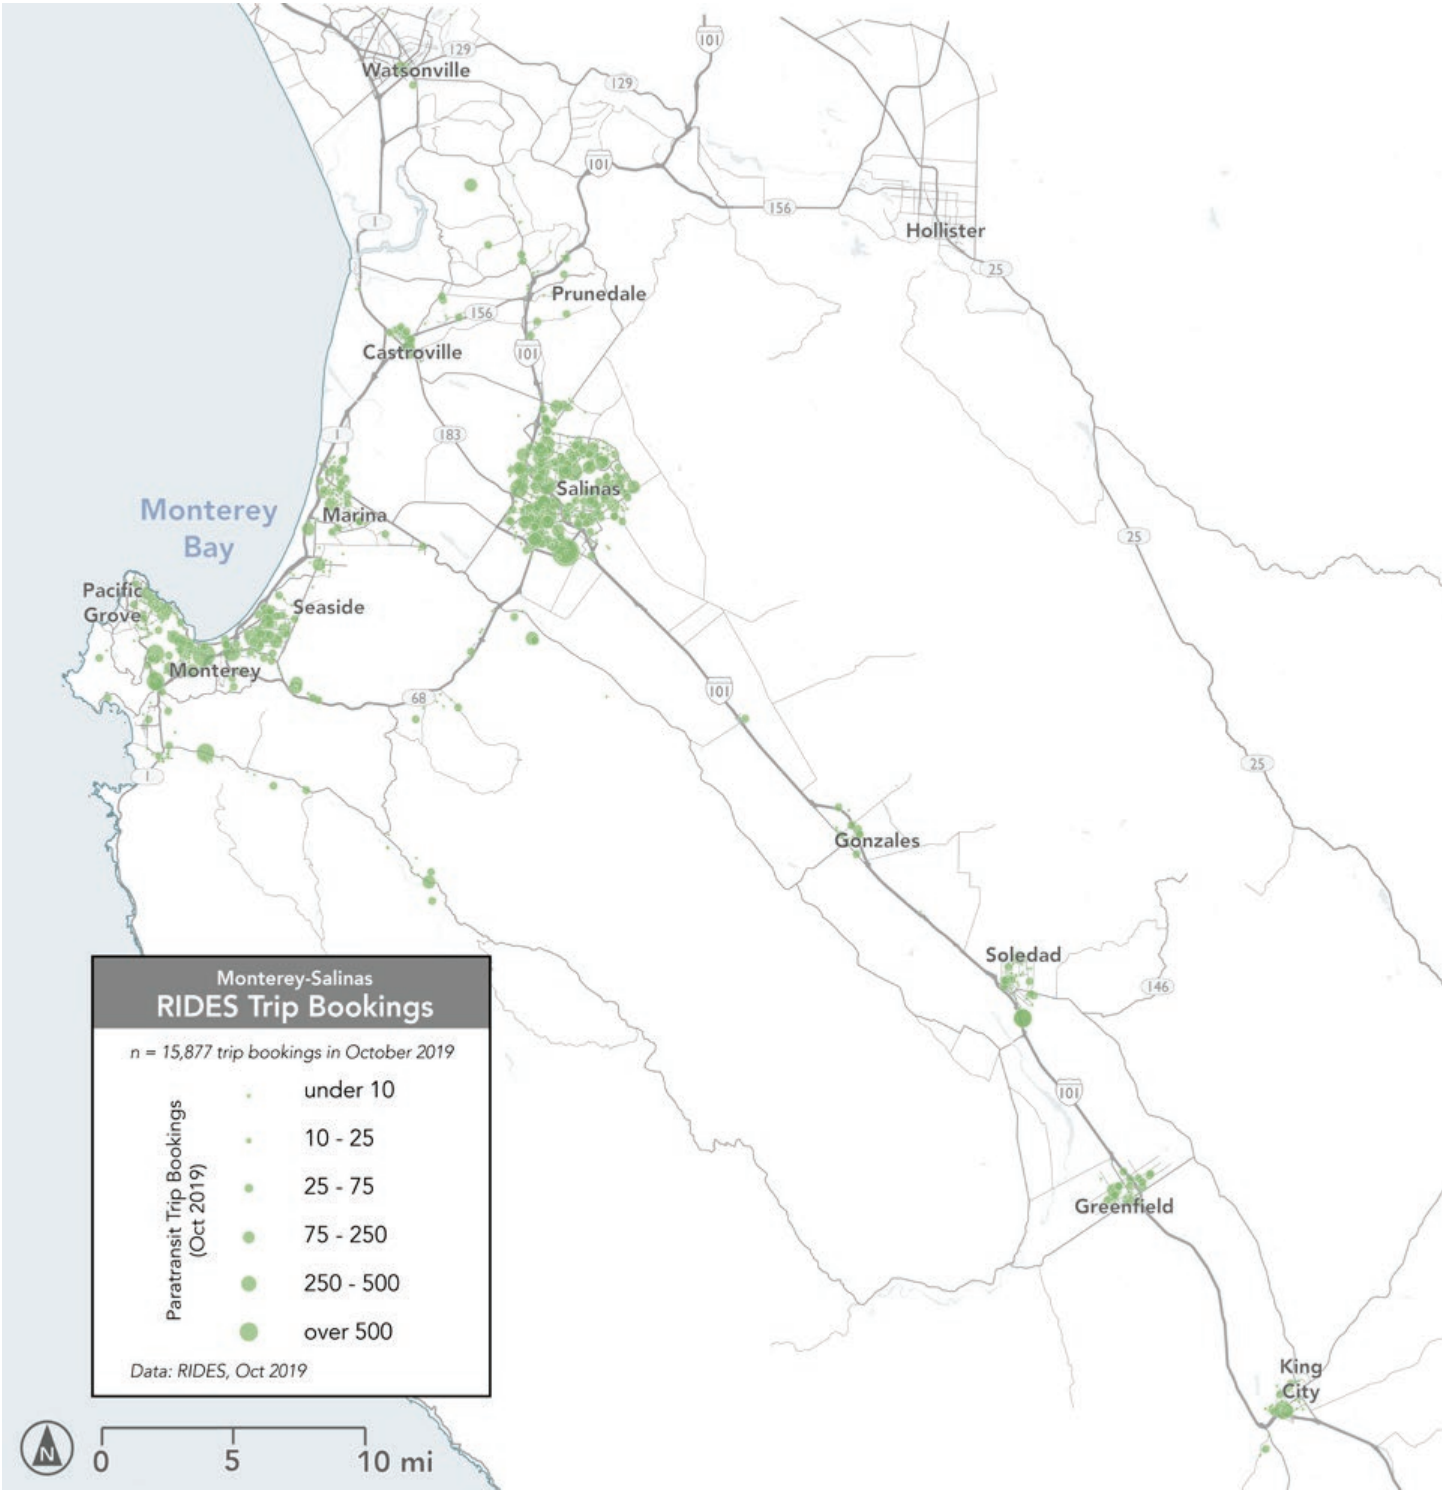 101
129
Watsonville
129
101
1
156
Hollister
25
Prunedale
156
101
Castroville
1
183
Salinas
Monterey
Bay
Marina
25
Pacific
Grove
Seaside
Monterey
68
101
1
25
Gonzales
Soledad
146
101
Greenfield
King
City
Monterey-Salinas
RIDES Trip Bookings
n = 15,877 trip bookings in October 2019
Paratransit Trip Bookings
(Oct 2019)
under 10
10 - 25
25 - 75
75 - 250
250 - 500
over 500
Data: RIDES, Oct 2019
N
0 5 10 mi